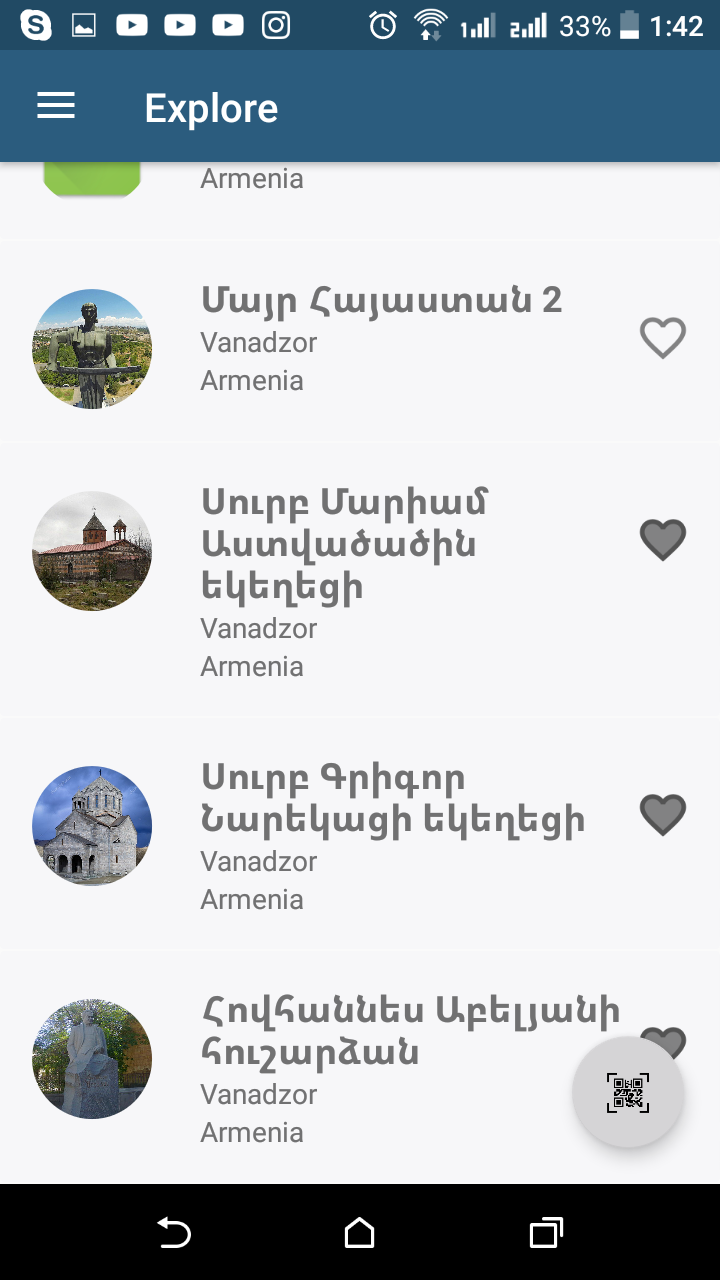 33% 1:42
Explore
Armenia
Մայր Հայաստան 2
Vanadzor
Armenia
Սուրբ Մարիամ
Աստվածածին
եկեղեցի
Vanadzor
Armenia
Սուրբ Գրիգոր
Նարեկացի եկեղեցի
Vanadzor
Armenia
Հովհաննես Աբելյանի
հուշարձան
Vanadzor
Armenia